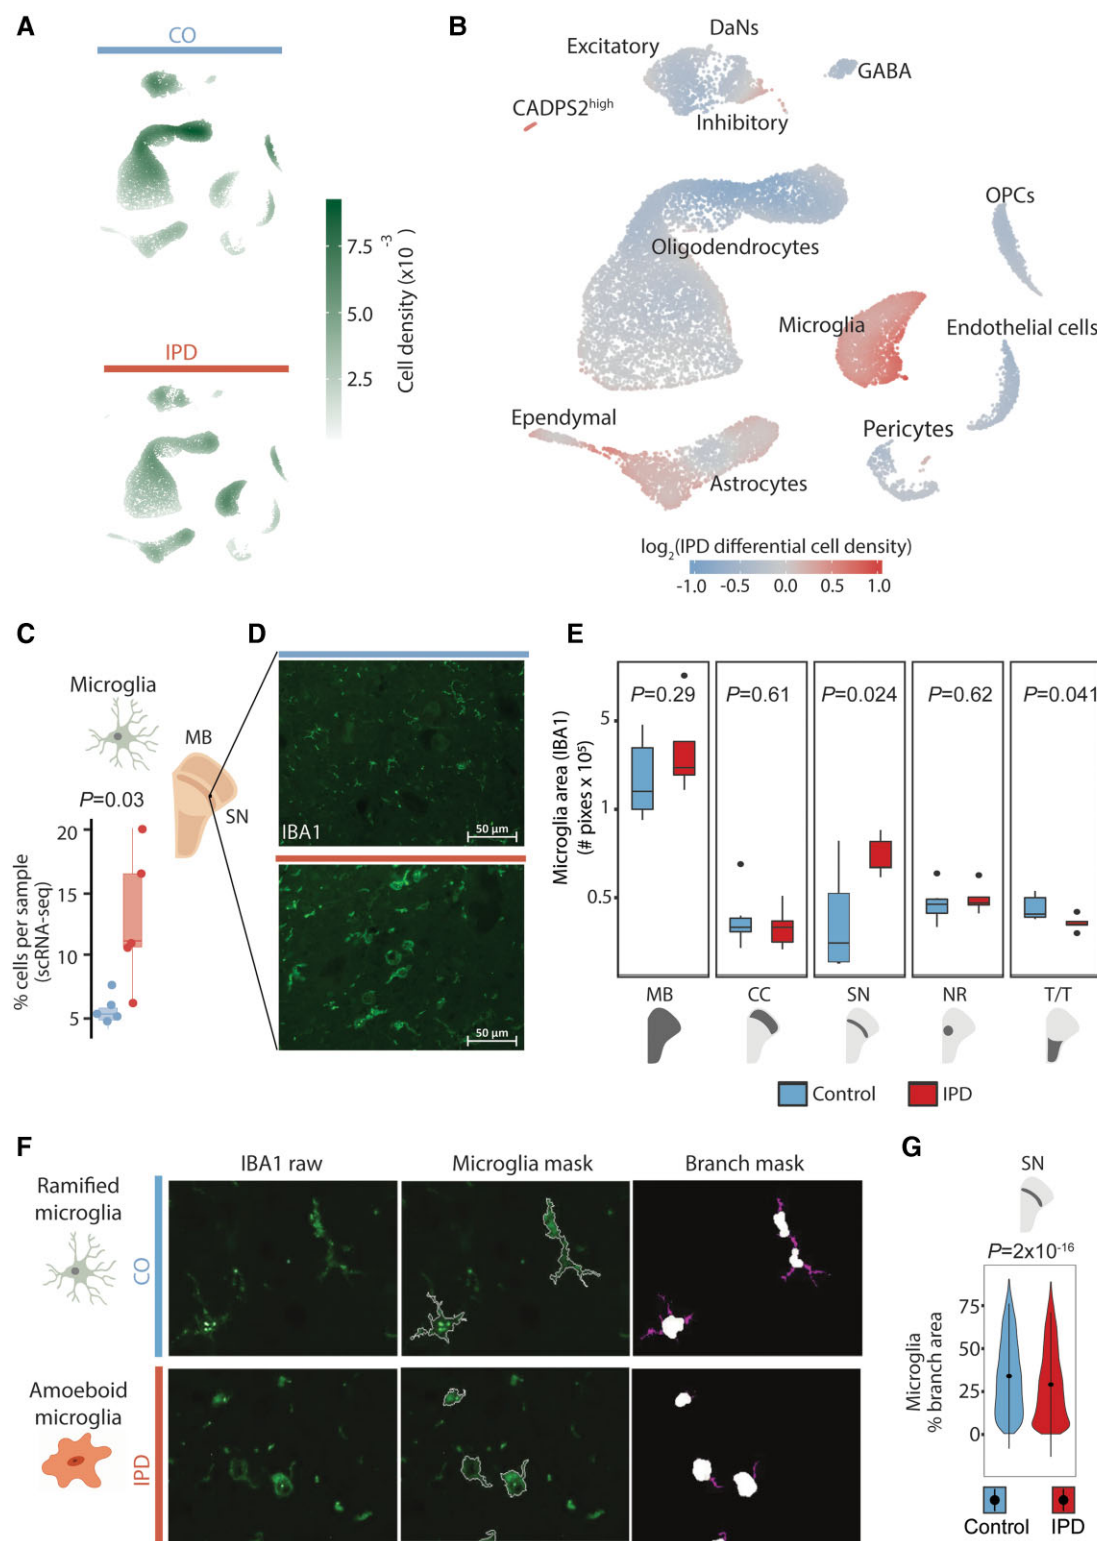 A
CO
IPD
7.5
5.0
2.5
Cell density (x10⁻³)
B
DaNs
Excitatory
GABA
CADPS2ʰⁱᵍʰ
Inhibitory
OPCs
Oligodendrocytes
Microglia
Endothelial cells
Ependymal
Pericytes
Astrocytes
log₂(IPD differential cell density)
-1.0 -0.5 0.0 0.5 1.0
C
Microglia
P=0.03
20
15
10
5
% cells per sample
(scRNA-seq)
MB
SN
D
IBA1
50 µm
50 µm
E
P=0.29 P=0.61 P=0.024 P=0.62 P=0.041
5
1
0.5
Microglia area (IBA1)
(# pixes x 10⁵)
MB CC SN NR T/T
Control IPD
F
IBA1 raw Microglia mask Branch mask
Ramified
microglia
CO
Amoeboid
microglia
IPD
G
SN
P=2x10⁻¹⁶
75
50
25
0
Microglia
% branch area
Control IPD